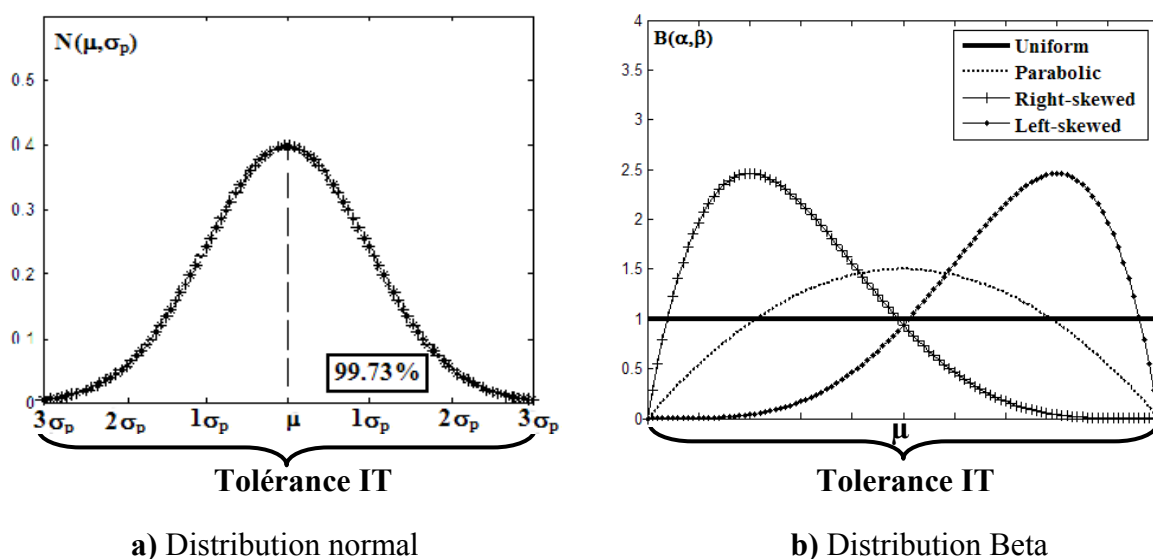 N(μ,σp)
0.5
0.4
0.3
0.2
0.1
0
99.73%
3σp 2σp 1σp μ 1σp 2σp 3σp
Tolérance IT
a) Distribution normal
B(α,β)
4
3.5
3
2.5
2
1.5
1
0.5
0
Uniform
Parabolic
Right-skewed
Left-skewed
μ
Tolerance IT
b) Distribution Beta